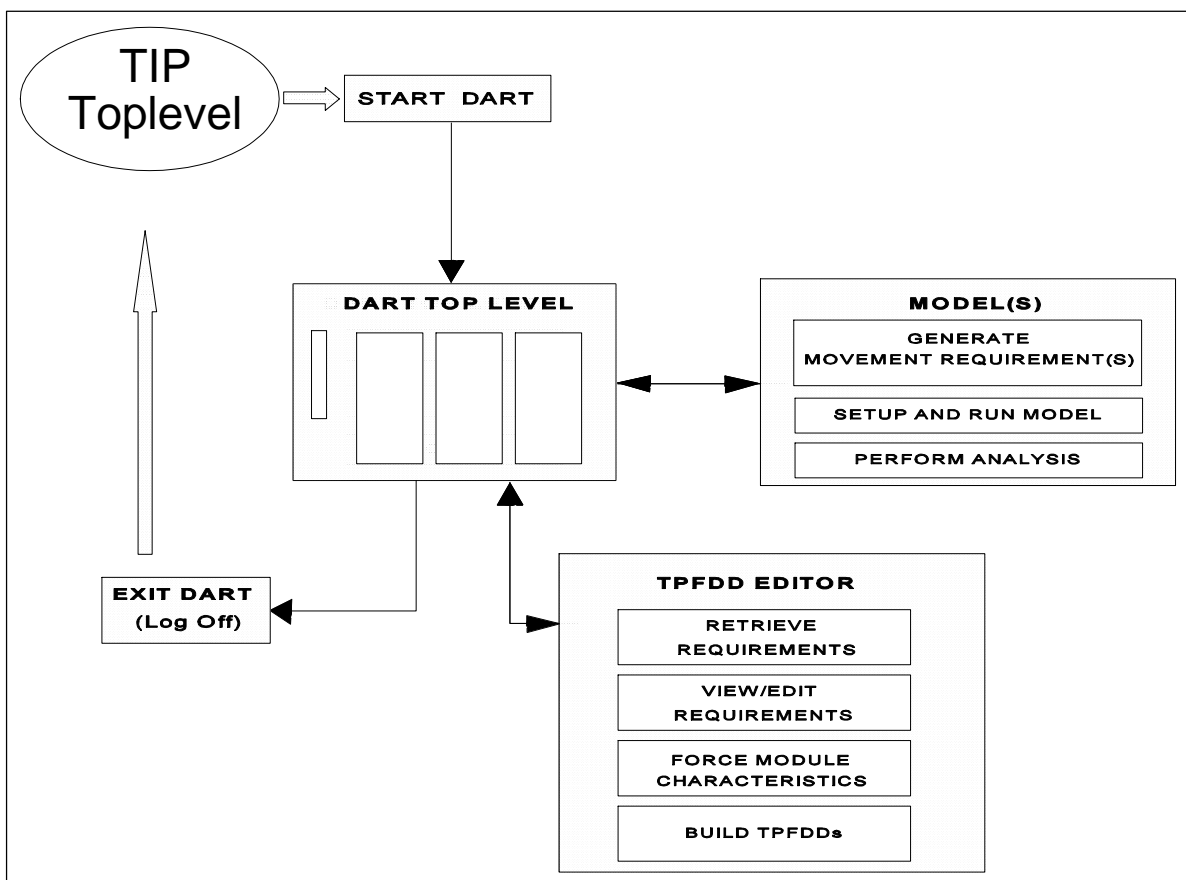 TIP
Toplevel
START DART
DART TOP LEVEL
MODEL(S)
GENERATE
MOVEMENT REQUIREMENT(S)
SETUP AND RUN MODEL
PERFORM ANALYSIS
EXIT DART
(Log Off)
TPFDD EDITOR
RETRIEVE
REQUIREMENTS
VIEW/EDIT
REQUIREMENTS
FORCE MODULE
CHARACTERISTICS
BUILD TPFDDs